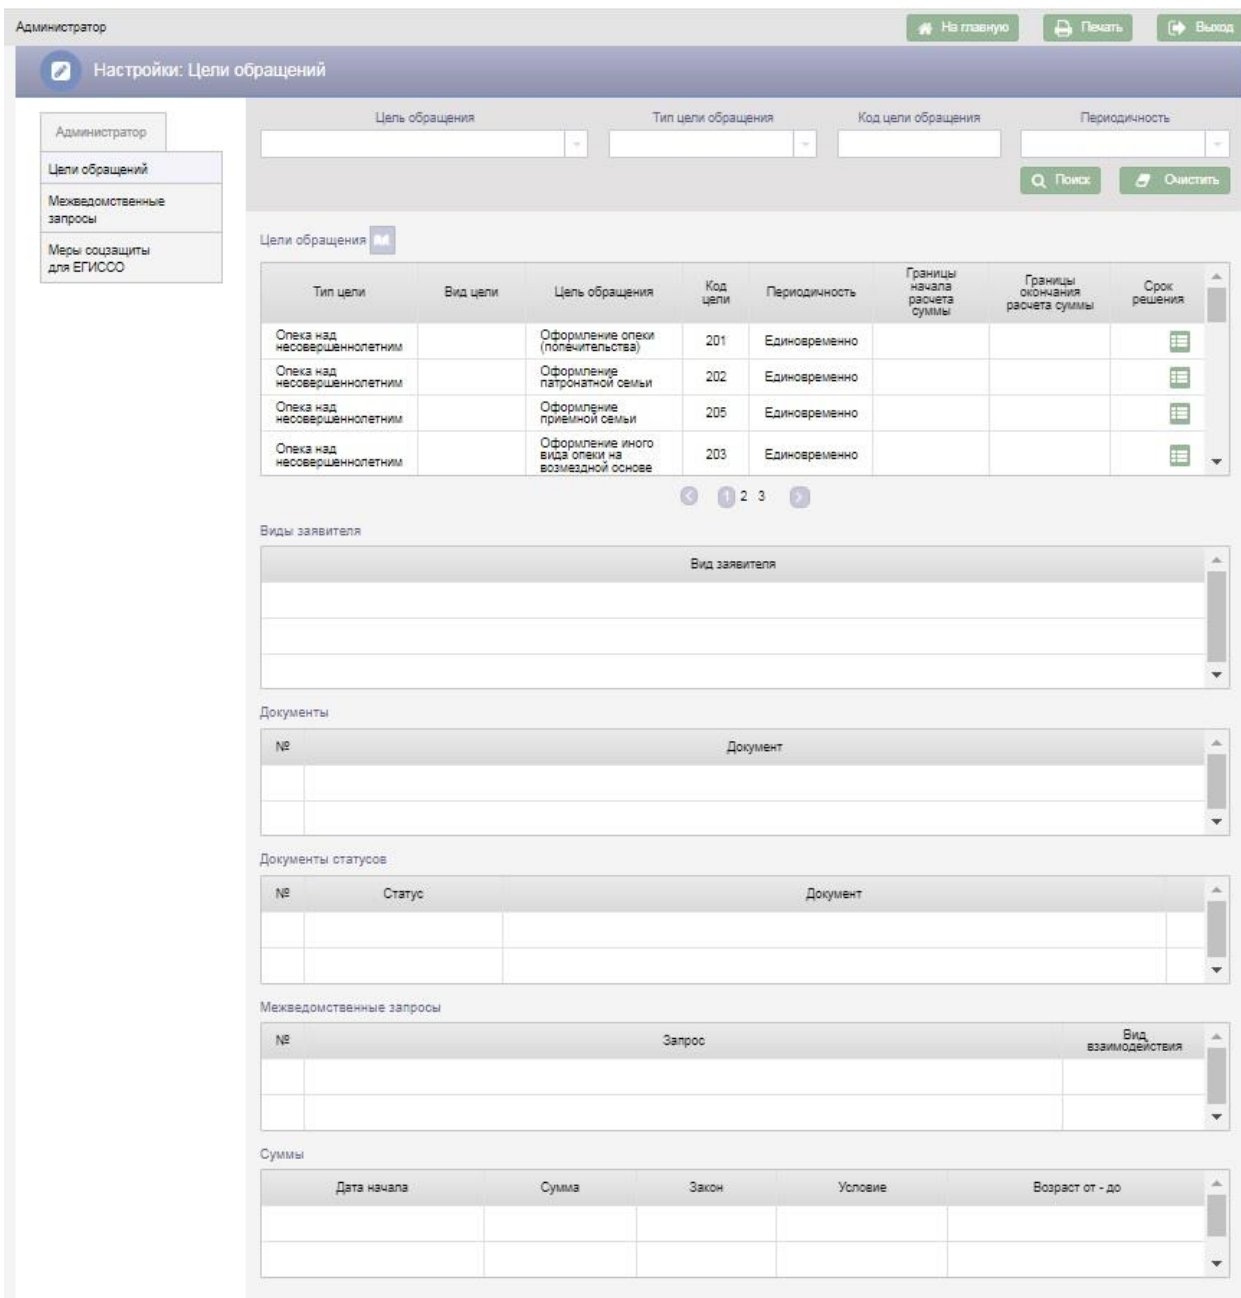 Администратор
На главную
Печать
Выход
Настройки: Цели обращений
Администратор
Цели обращений
Межведомственные
запросы
Меры соцзащиты
для ЕГИССО
Цель обращения
Тип цели обращения
Код цели обращения
Периодичность
Поиск
Очистить
Цели обращения
Тип цели
Вид цели
Цель обращения
Код
цели
Периодичность
Границы
начала
расчета
суммы
Границы
окончания
расчета суммы
Срок
решения
Опека над
несовершеннолетним
Оформление опеки
(попечительства)
201
Единовременно
Опека над
несовершеннолетним
Оформление
патронатной семьи
202
Единовременно
Опека над
несовершеннолетним
Оформление
приемной семьи
205
Единовременно
Опека над
несовершеннолетним
Оформление иного
вида опеки на
возмездной основе
203
Единовременно
1 2 3
Виды заявителя
Вид заявителя
Документы
№
Документ
Документы статусов
№
Статус
Документ
Межведомственные запросы
№
Запрос
Вид
взаимодействия
Суммы
Дата начала
Сумма
Закон
Условие
Возраст от - до